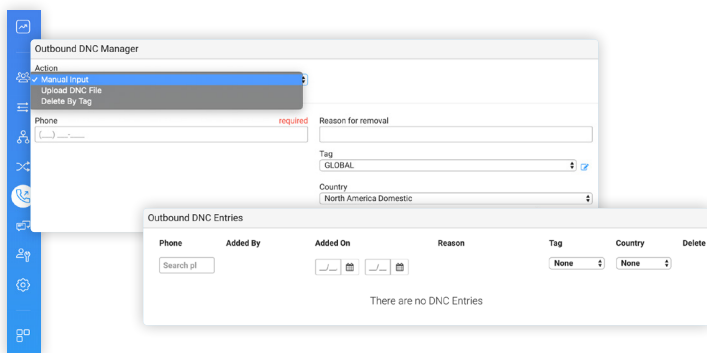 Outbound DNC Manager
Action
✓ Manual Input
Upload DNC File
Delete By Tag
Phone required Reason for removal
(___) ___-____
Tag
GLOBAL
Country
North America Domestic
Outbound DNC Entries
Phone Added By Added On Reason Tag Country Delete
Search pl __/__ __/__ None None
There are no DNC Entries